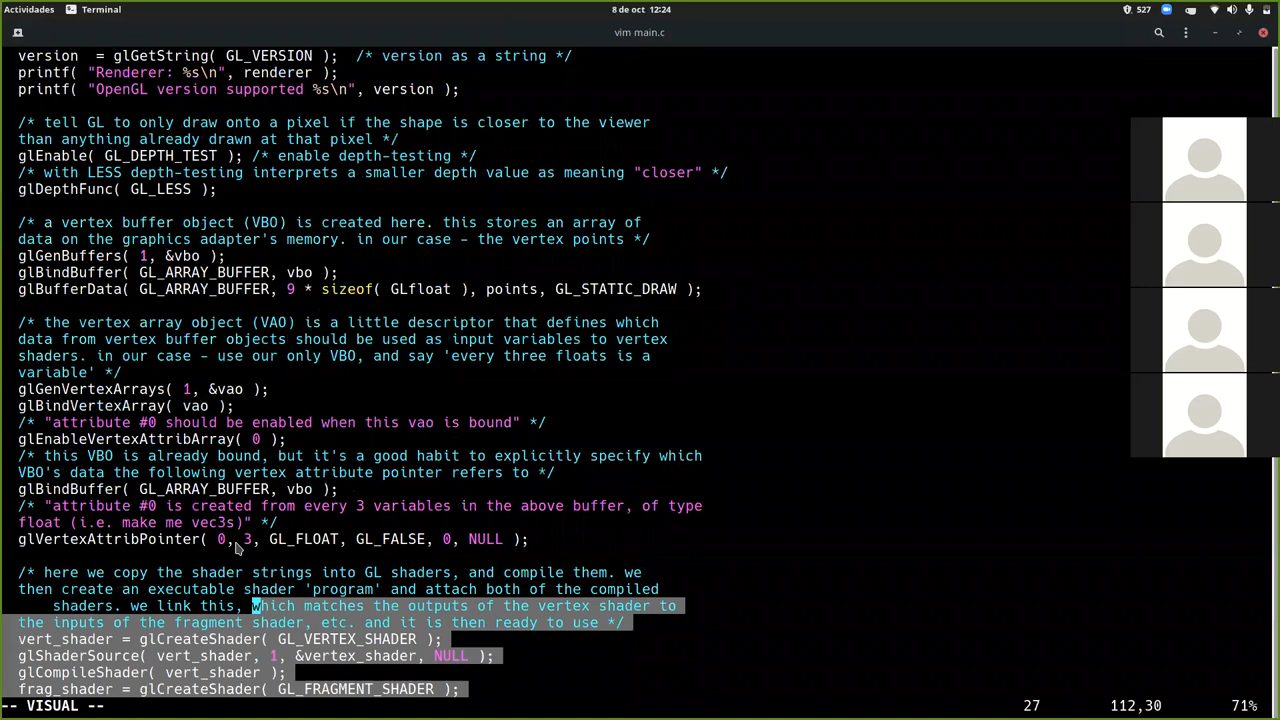 Actividades
Terminal
8 de oct 12:24
527
vim main.c
version  = glGetString( GL_VERSION );  /* version as a string */
printf( "Renderer: %s\n", renderer );
printf( "OpenGL version supported %s\n", version );
/* tell GL to only draw onto a pixel if the shape is closer to the viewer
than anything already drawn at that pixel */
glEnable( GL_DEPTH_TEST ); /* enable depth-testing */
/* with LESS depth-testing interprets a smaller depth value as meaning "closer" */
glDepthFunc( GL_LESS );
/* a vertex buffer object (VBO) is created here. this stores an array of
data on the graphics adapter's memory. in our case - the vertex points */
glGenBuffers( 1, &vbo );
glBindBuffer( GL_ARRAY_BUFFER, vbo );
glBufferData( GL_ARRAY_BUFFER, 9 * sizeof( GLfloat ), points, GL_STATIC_DRAW );
/* the vertex array object (VAO) is a little descriptor that defines which
data from vertex buffer objects should be used as input variables to vertex
shaders. in our case - use our only VBO, and say 'every three floats is a
variable' */
glGenVertexArrays( 1, &vao );
glBindVertexArray( vao );
/* "attribute #0 should be enabled when this vao is bound" */
glEnableVertexAttribArray( 0 );
/* this VBO is already bound, but it's a good habit to explicitly specify which
VBO's data the following vertex attribute pointer refers to */
glBindBuffer( GL_ARRAY_BUFFER, vbo );
/* "attribute #0 is created from every 3 variables in the above buffer, of type
float (i.e. make me vec3s)" */
glVertexAttribPointer( 0, 3, GL_FLOAT, GL_FALSE, 0, NULL );
/* here we copy the shader strings into GL shaders, and compile them. we
then create an executable shader 'program' and attach both of the compiled
shaders. we link this, which matches the outputs of the vertex shader to
the inputs of the fragment shader, etc. and it is then ready to use */
vert_shader = glCreateShader( GL_VERTEX_SHADER );
glShaderSource( vert_shader, 1, &vertex_shader, NULL );
glCompileShader( vert_shader );
frag_shader = glCreateShader( GL_FRAGMENT_SHADER );
-- VISUAL --
27
112,30
71%